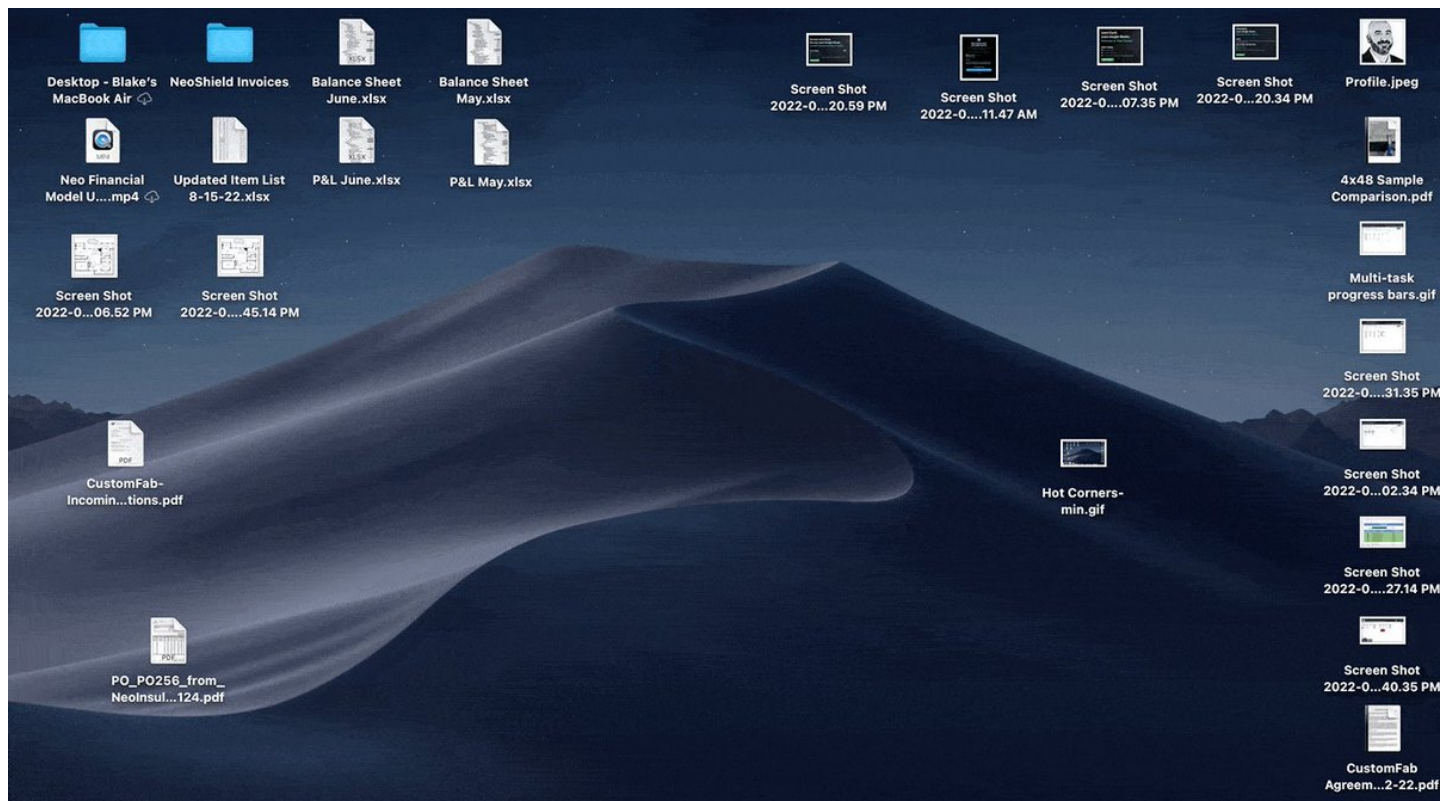 Desktop - Blake's
MacBook Air
NeoShield Invoices
Balance Sheet
June.xlsx
Balance Sheet
May.xlsx
Screen Shot
2022-0...20.59 PM
Screen Shot
2022-0....11.47 AM
Screen Shot
2022-0....07.35 PM
Screen Shot
2022-0...20.34 PM
Profile.jpeg
MP4
Neo Financial
Model U....mp4
Updated Item List
8-15-22.xlsx
XLSX
P&L June.xlsx
XLSX
P&L May.xlsx
4x48 Sample
Comparison.pdf
Screen Shot
2022-0...06.52 PM
Screen Shot
2022-0....45.14 PM
Multi-task
progress bars.gif
Screen Shot
2022-0....31.35 PM
PDF
CustomFab-
Incomin...tions.pdf
Hot Corners-
min.gif
Screen Shot
2022-0....02.34 PM
Screen Shot
2022-0....27.14 PM
PDF
PO_PO256_from_
NeoInsul...124.pdf
Screen Shot
2022-0...40.35 PM
CustomFab
Agreem...2-22.pdf